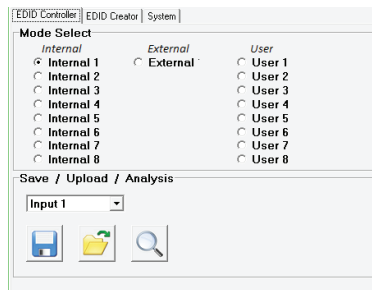 EDID Controller EDID Creator System
Mode Select
Internal External User
Internal 1 External User 1
Internal 2 User 2
Internal 3 User 3
Internal 4 User 4
Internal 5 User 5
Internal 6 User 6
Internal 7 User 7
Internal 8 User 8
Save / Upload / Analysis
Input 1